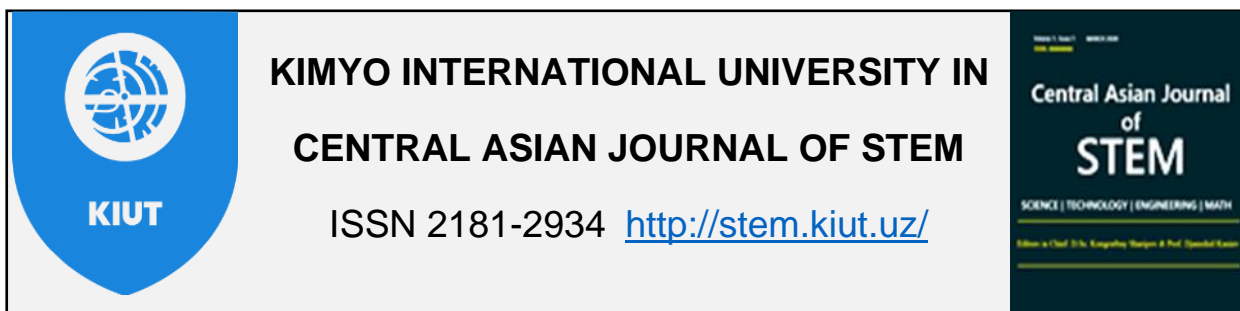 KIUT
KIMYO INTERNATIONAL UNIVERSITY IN
CENTRAL ASIAN JOURNAL OF STEM
ISSN 2181-2934 http://stem.kiut.uz/
Central Asian Journal
of
STEM
SCIENCE | TECHNOLOGY | ENGINEERING | MATH